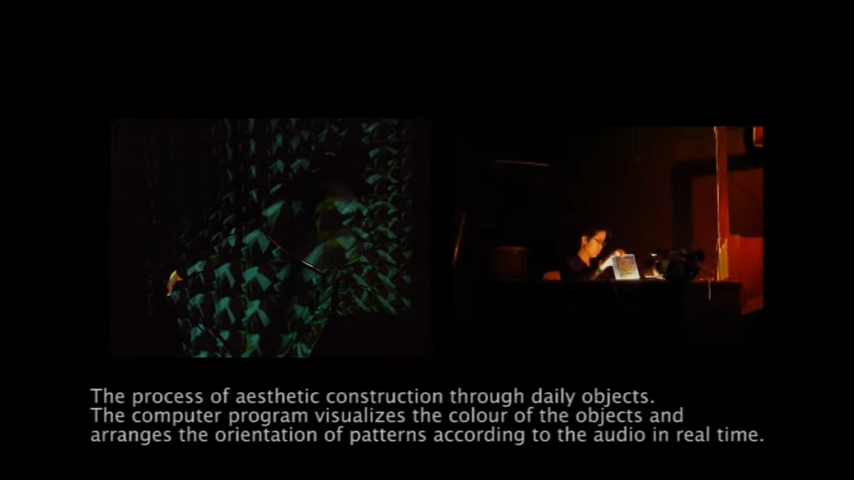 The process of aesthetic construction through daily objects.
The computer program visualizes the colour of the objects and
arranges the orientation of patterns according to the audio in real time.